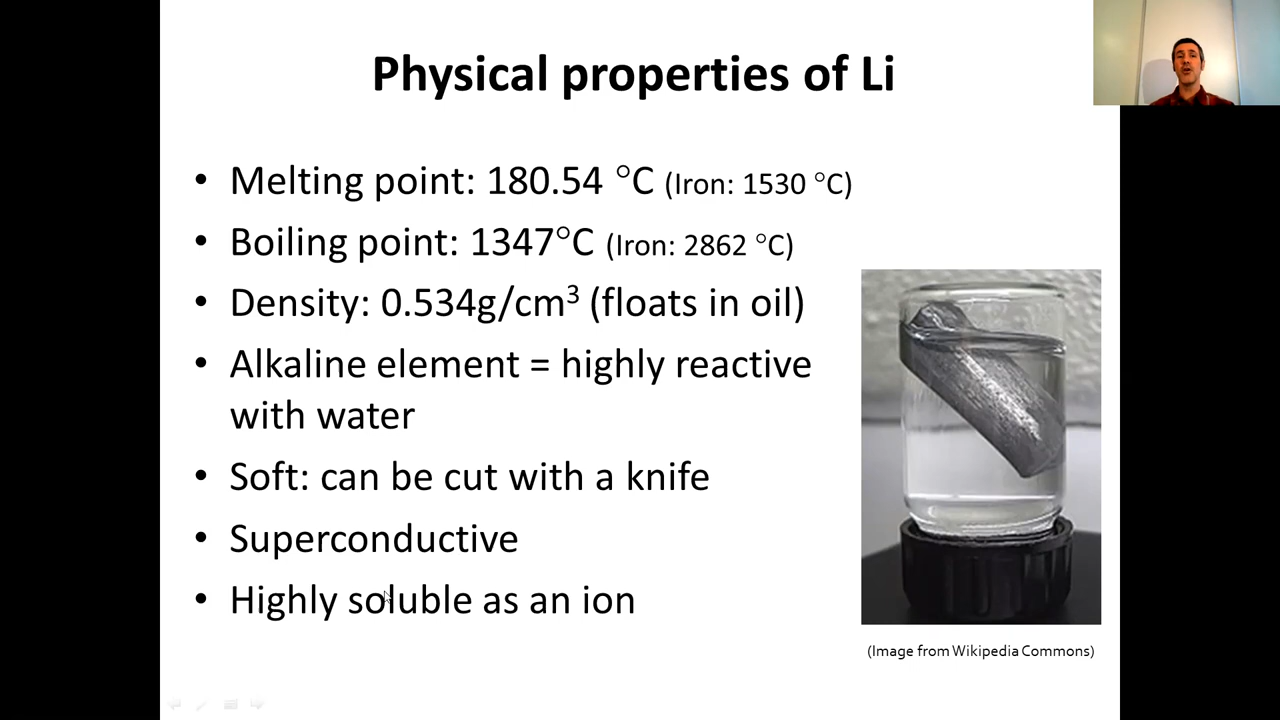 Physical properties of Li
• Melting point: 180.54 °C (Iron: 1530 °C)
• Boiling point: 1347°C (Iron: 2862 °C)
• Density: 0.534g/cm³ (floats in oil)
• Alkaline element = highly reactive
with water
• Soft: can be cut with a knife
• Superconductive
• Highly soluble as an ion
(Image from Wikipedia Commons)